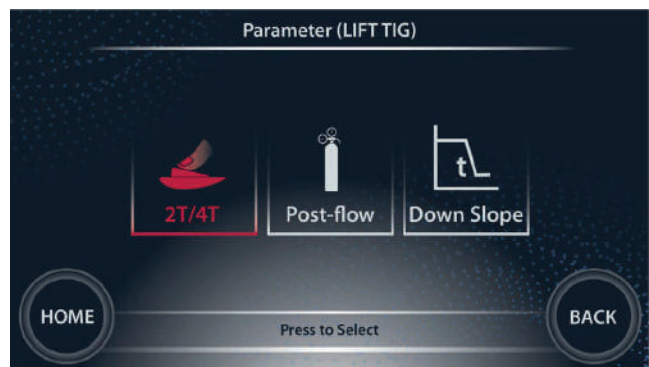 Parameter (LIFT TIG)
2T/4T
Post-flow
t
Down Slope
HOME
Press to Select
BACK